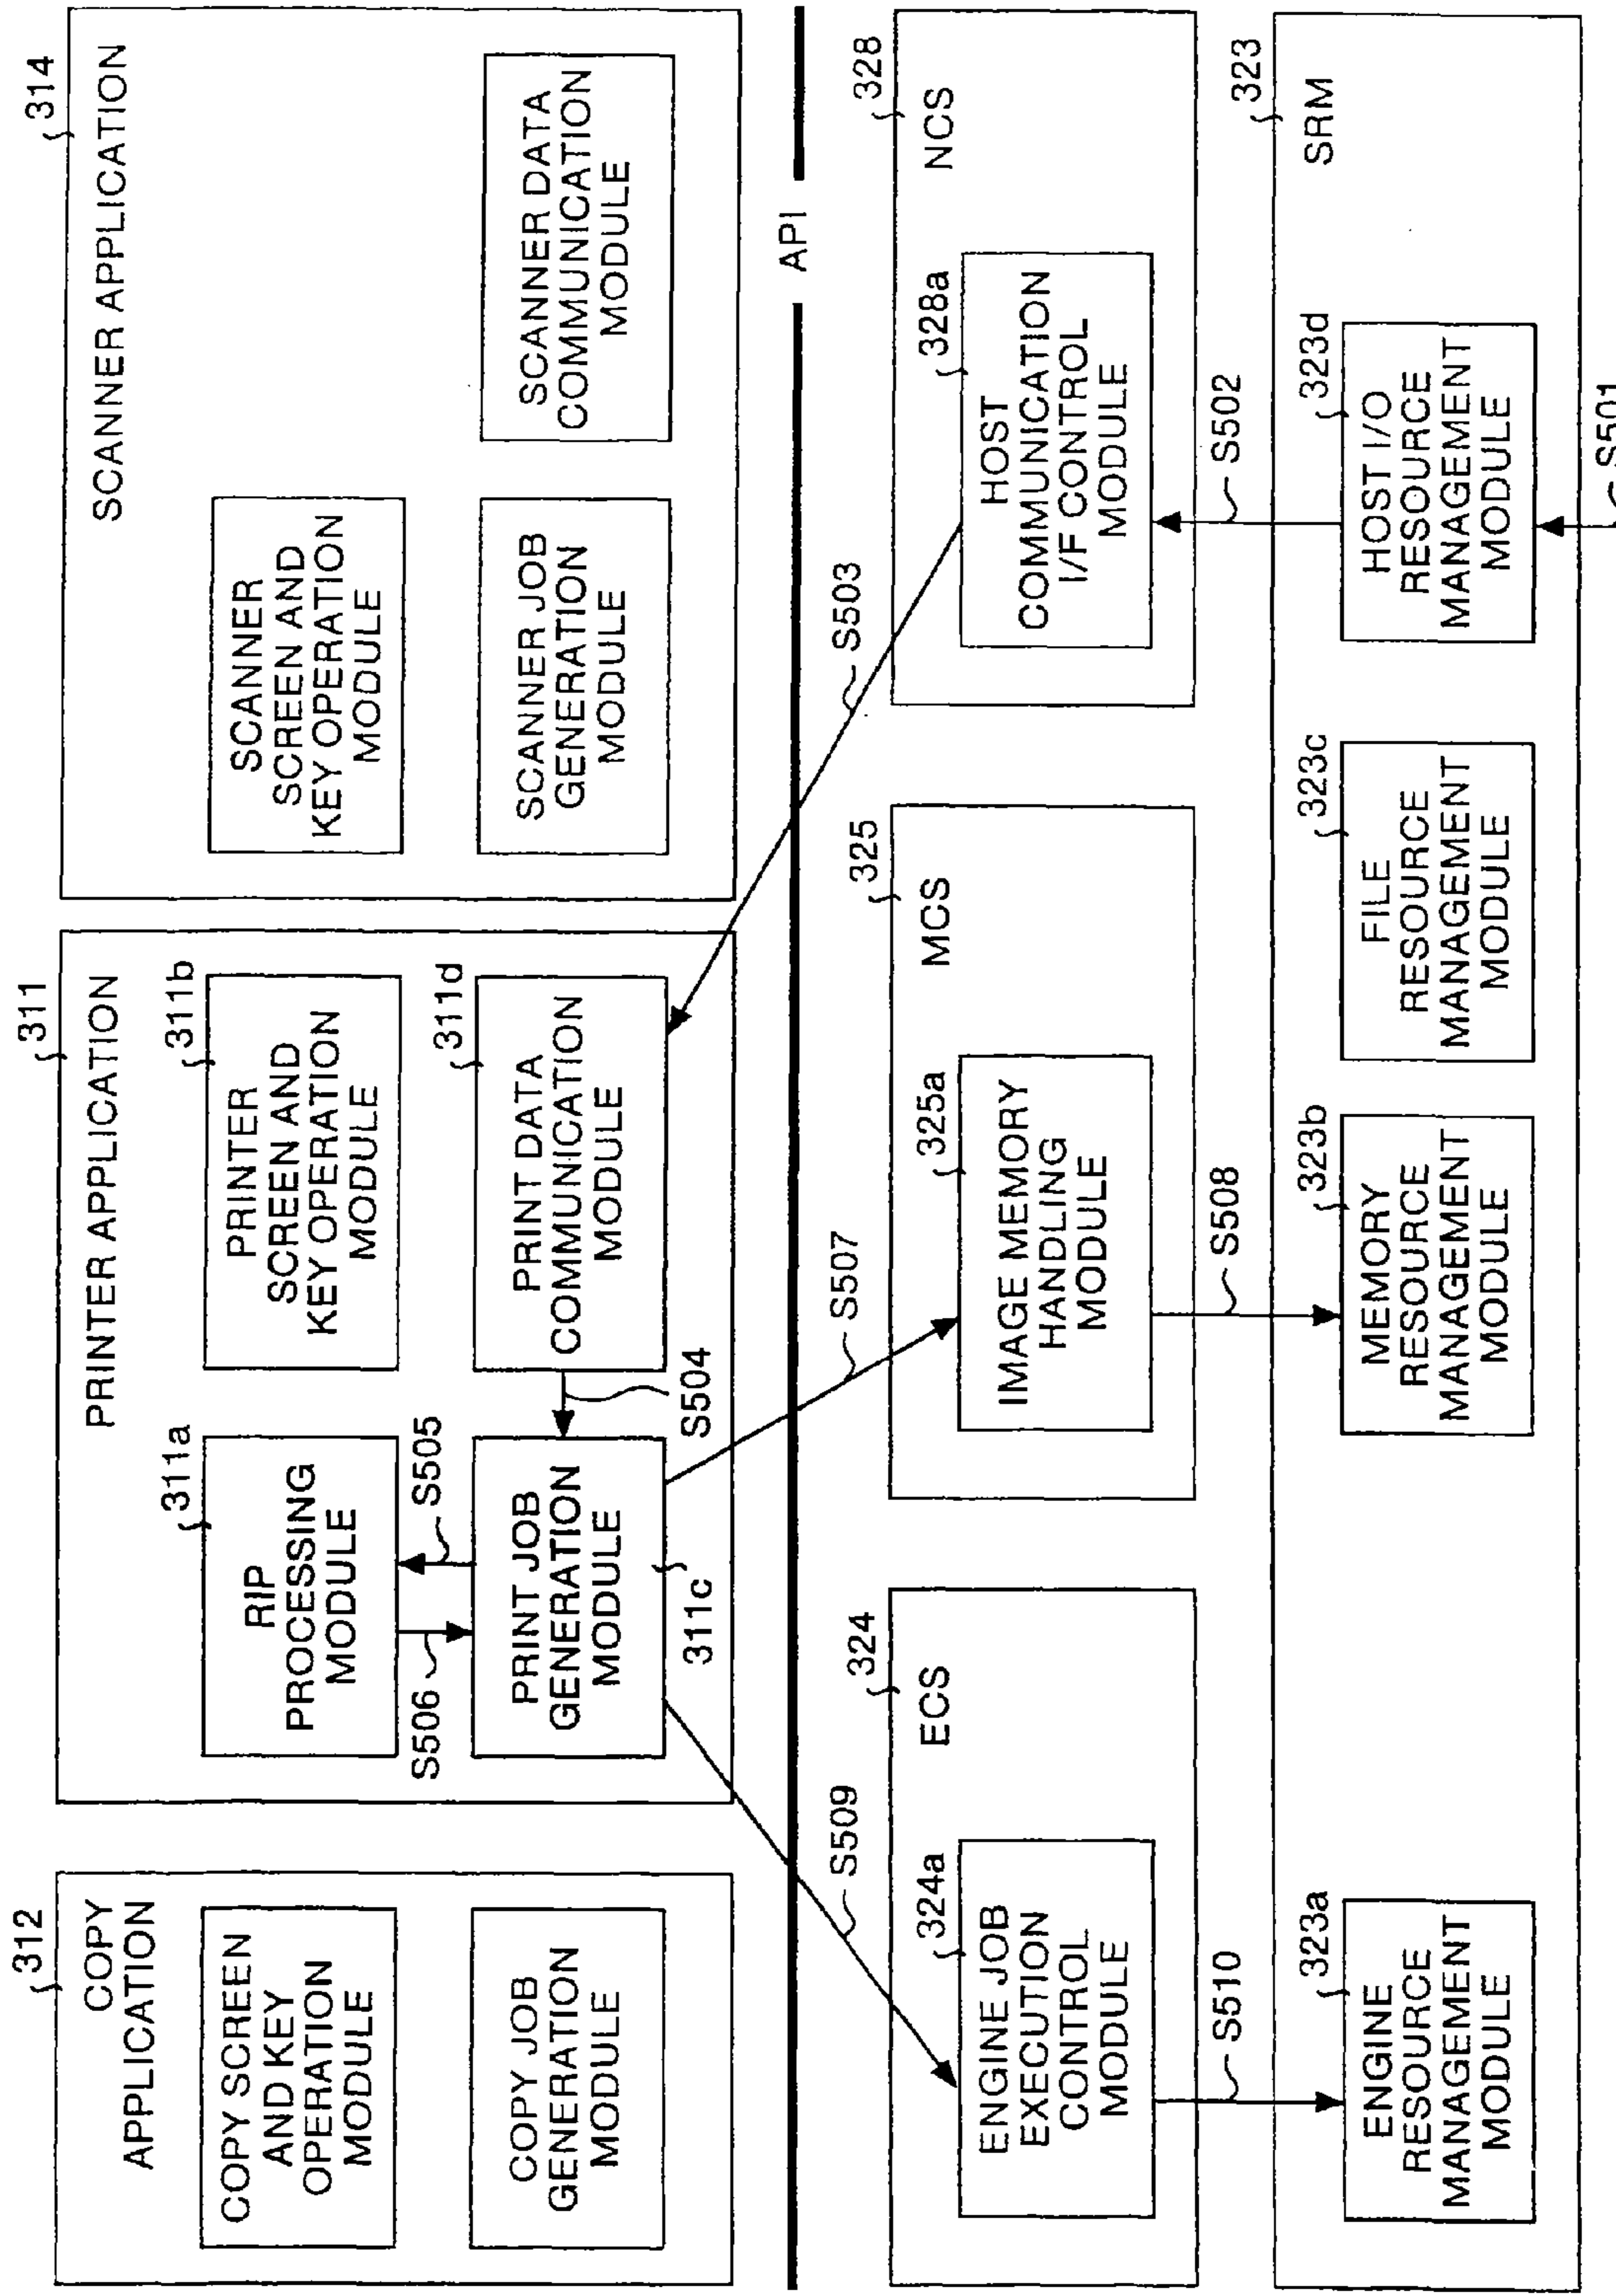 312
COPY
APPLICATION
COPY SCREEN
AND KEY
OPERATION
MODULE
COPY JOB
GENERATION
MODULE
311
PRINTER APPLICATION
311a
RIP
PROCESSING
MODULE
311b
PRINTER
SCREEN AND
KEY OPERATION
MODULE
S506
S505
PRINT JOB
GENERATION
MODULE
311c
S504
311d
PRINT DATA
COMMUNICATION
MODULE
314
SCANNER APPLICATION
SCANNER
SCREEN AND
KEY OPERATION
MODULE
SCANNER JOB
GENERATION
MODULE
SCANNER DATA
COMMUNICATION
MODULE
API
S509
S507
S503
324
ECS
324a
ENGINE JOB
EXECUTION
CONTROL
MODULE
325
MCS
325a
IMAGE MEMORY
HANDLING
MODULE
328
NCS
328a
HOST
COMMUNICATION
I/F CONTROL
MODULE
S510
S508
S502
323
SRM
323a
ENGINE
RESOURCE
MANAGEMENT
MODULE
323b
MEMORY
RESOURCE
MANAGEMENT
MODULE
323c
FILE
RESOURCE
MANAGEMENT
MODULE
323d
HOST I/O
RESOURCE
MANAGEMENT
MODULE
S501